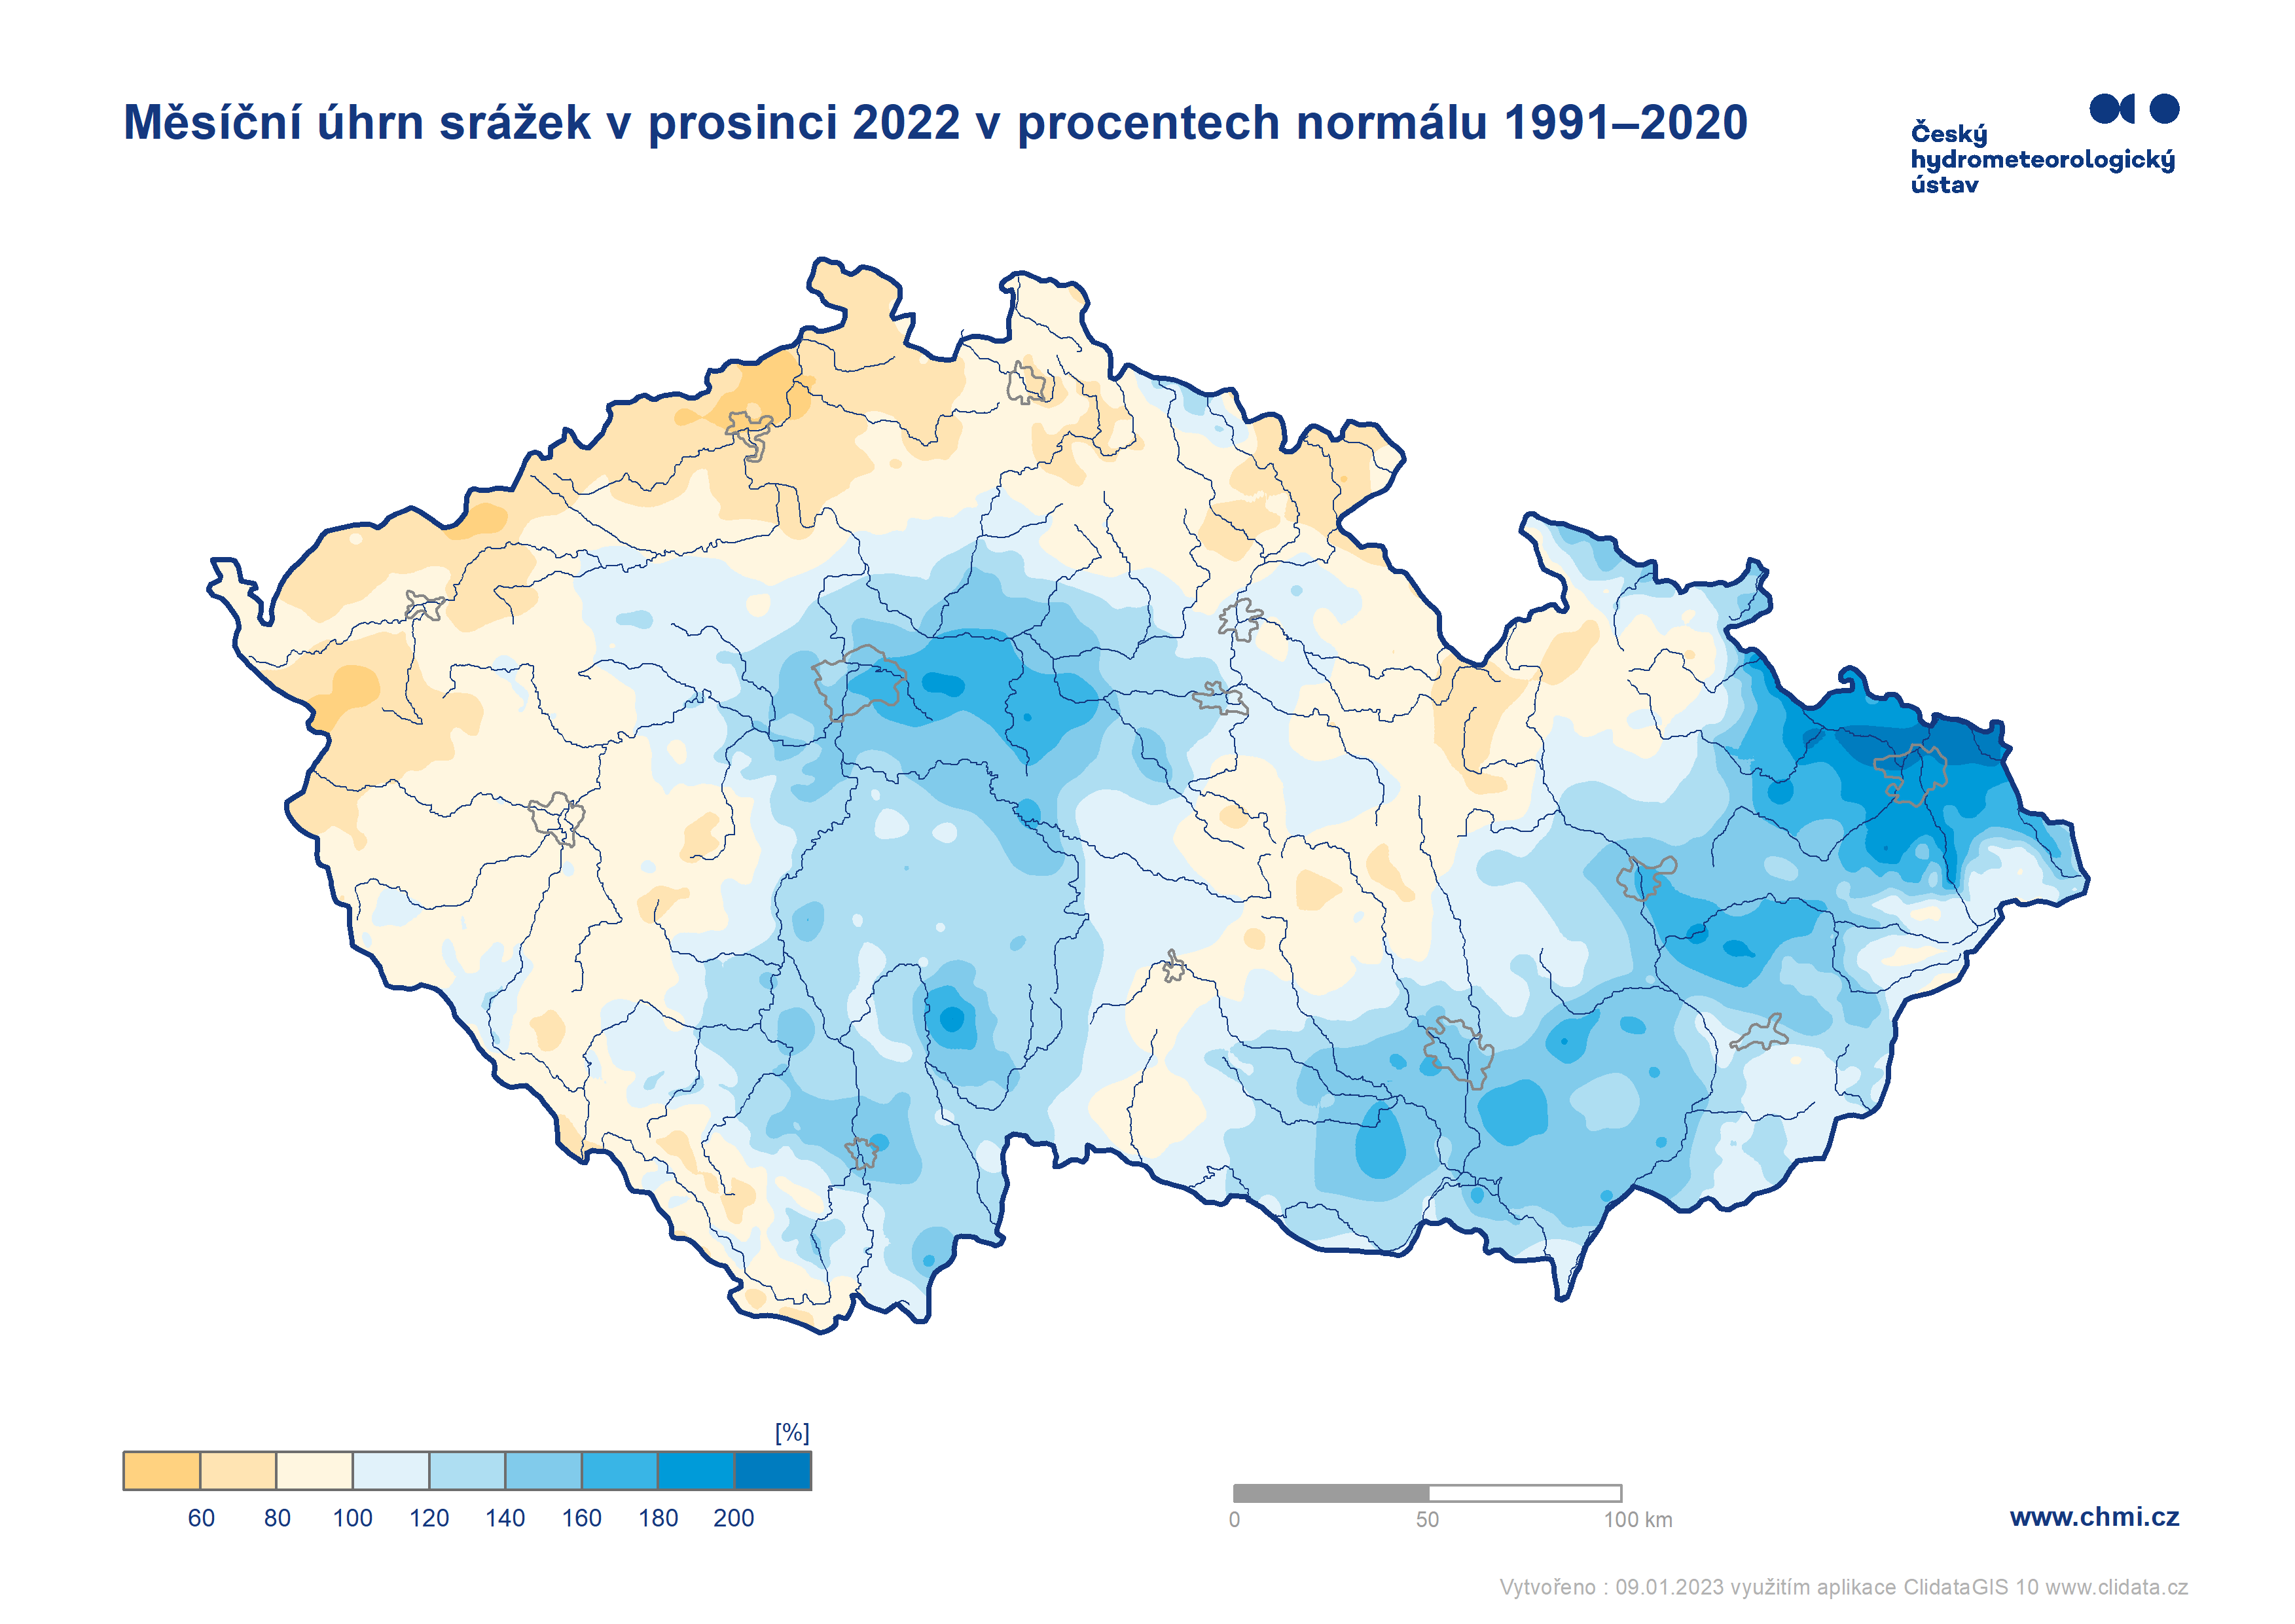 Měsíční úhrn srážek v prosinci 2022 v procentech normálu 1991–2020
Český
hydrometeorologický
ústav
[%]
60 80 100 120 140 160 180 200
0 50 100 km
www.chmi.cz
Vytvořeno : 09.01.2023 využitím aplikace ClidataGIS 10 www.clidata.cz